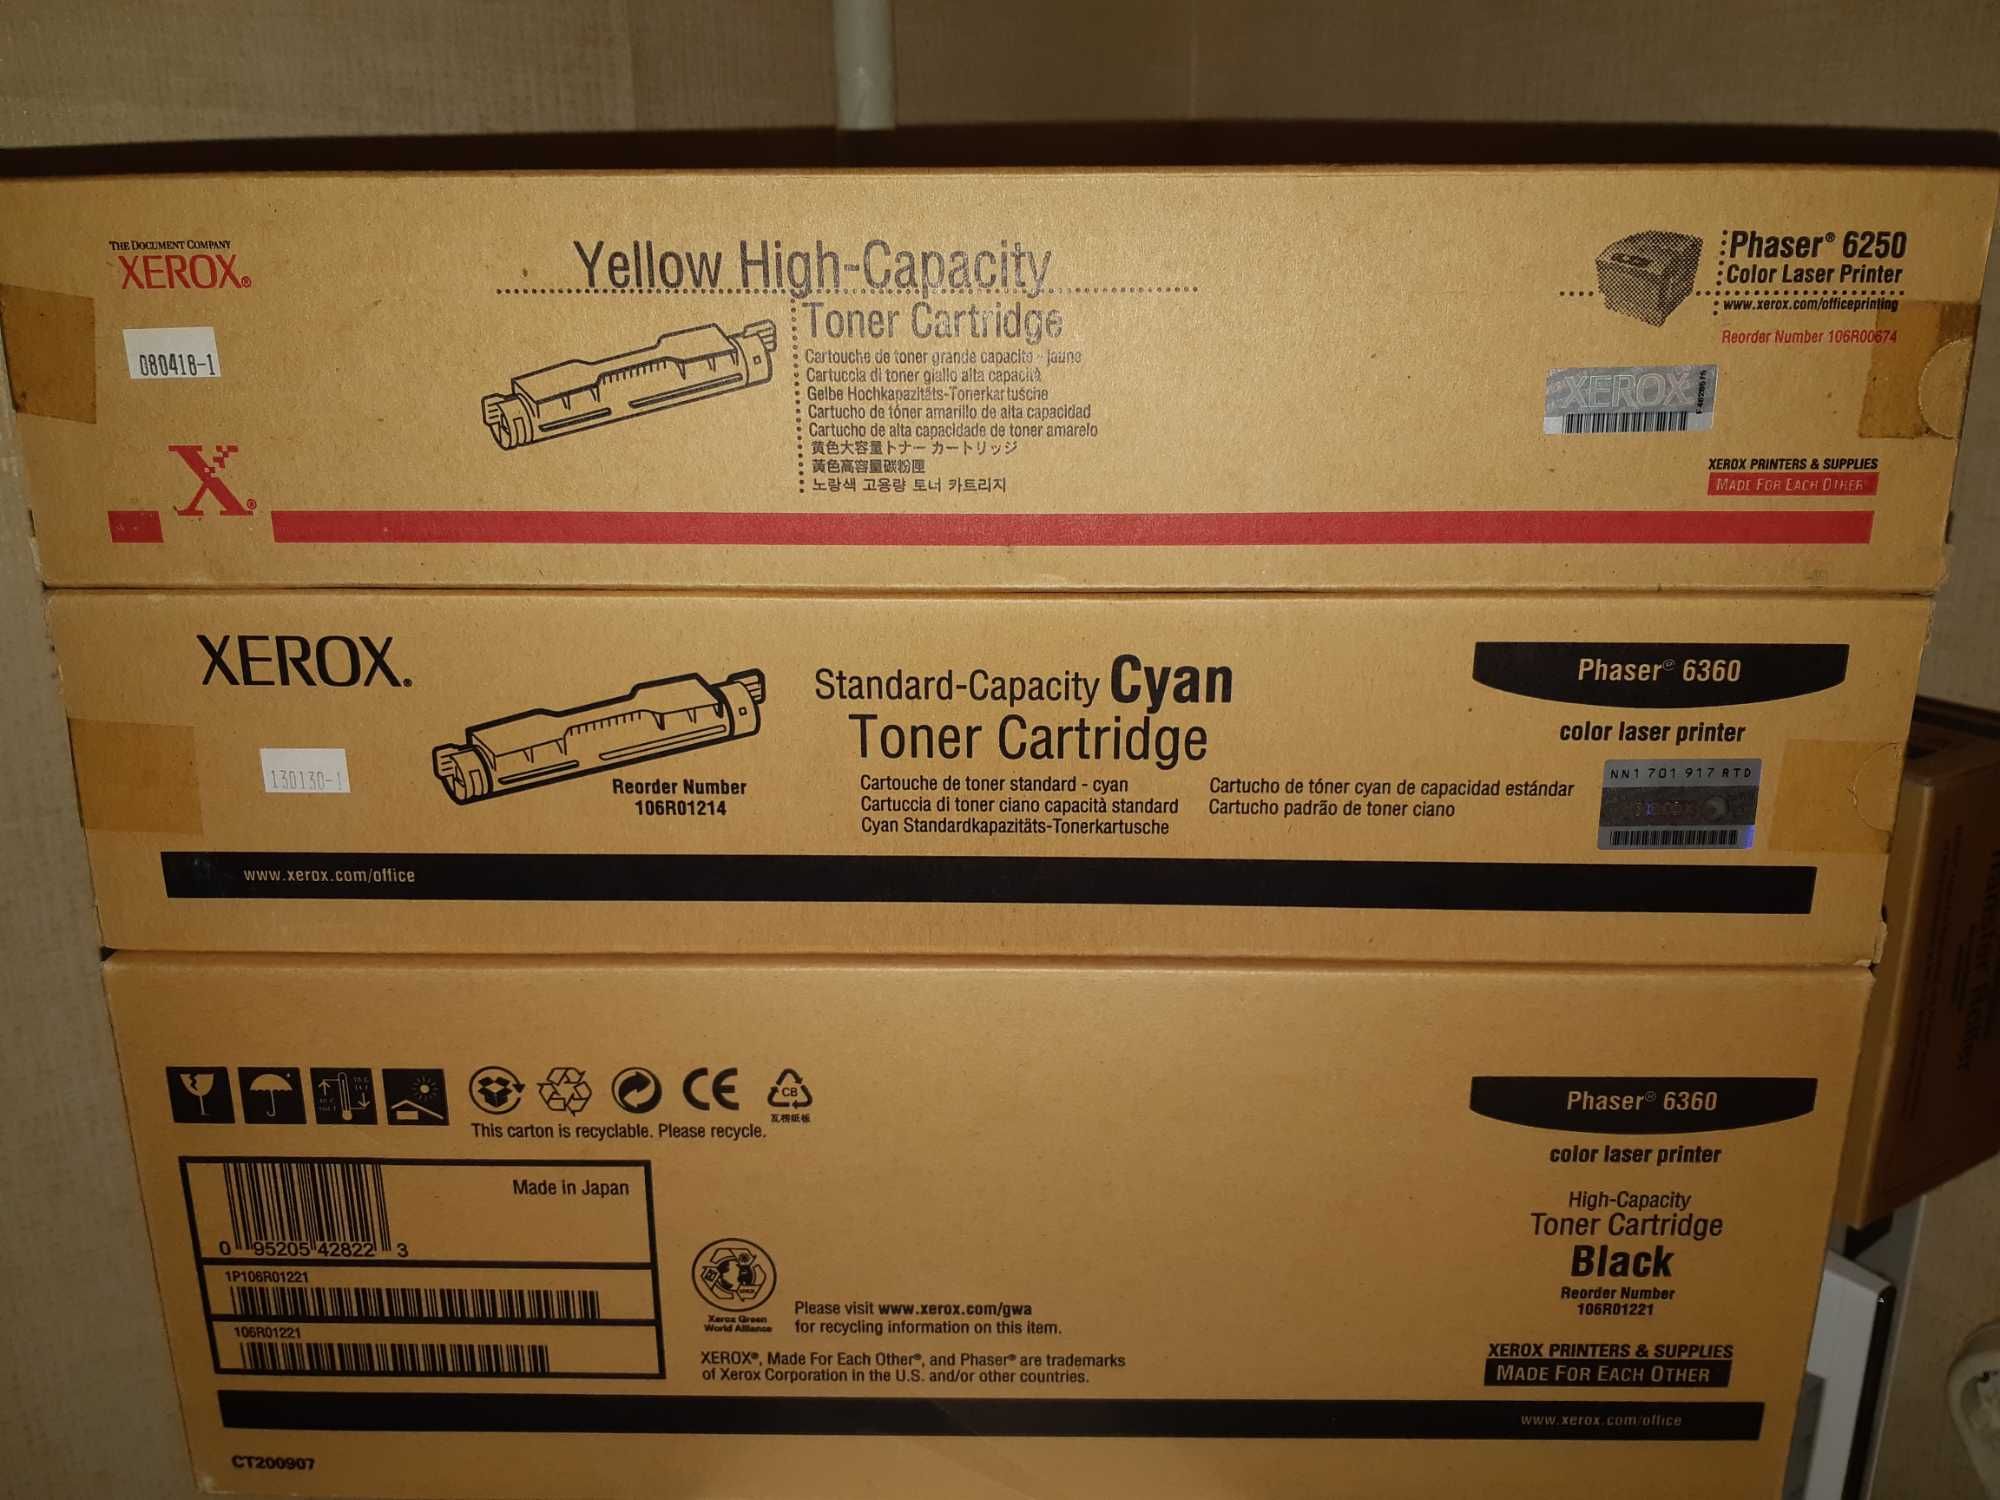 THE DOCUMENT COMPANY
XEROX®
080418-1
X®
Yellow High-Capacity
Toner Cartridge
Cartouche de toner grande capacité - jaune
Cartuccia di toner giallo alta capacità
Gelbe Hochkapazitäts-Tonerkartusche
Cartucho de tóner amarillo de alta capacidad
Cartucho de alta capacidade de toner amarelo
黄色大容量トナー カートリッジ
黃色高容量碳粉匣
노랑색 고용량 토너 카트리지
Phaser® 6250
Color Laser Printer
www.xerox.com/officeprinting
Reorder Number 106R00674
XEROX
XEROX PRINTERS & SUPPLIES
MADE FOR EACH OTHER
XEROX®
130130-1
Reorder Number
106R01214
Standard-Capacity Cyan
Toner Cartridge
Cartouche de toner standard - cyan
Cartuccia di toner ciano capacità standard
Cyan Standardkapazitäts-Tonerkartusche
Cartucho de tóner cyan de capacidad estándar
Cartucho padrão de toner ciano
Phaser® 6360
color laser printer
NN1 701 917 RTD
www.xerox.com/office
CE
CB
瓦楞紙板
This carton is recyclable. Please recycle.
Made in Japan
0 95205 42822 3
1P106R01221
106R01221
Xerox Green
World Alliance
Please visit www.xerox.com/gwa
for recycling information on this item.
XEROX®, Made For Each Other®, and Phaser® are trademarks
of Xerox Corporation in the U.S. and/or other countries.
Phaser® 6360
color laser printer
High-Capacity
Toner Cartridge
Black
Reorder Number
106R01221
XEROX PRINTERS & SUPPLIES
MADE FOR EACH OTHER
www.xerox.com/office
CT200907